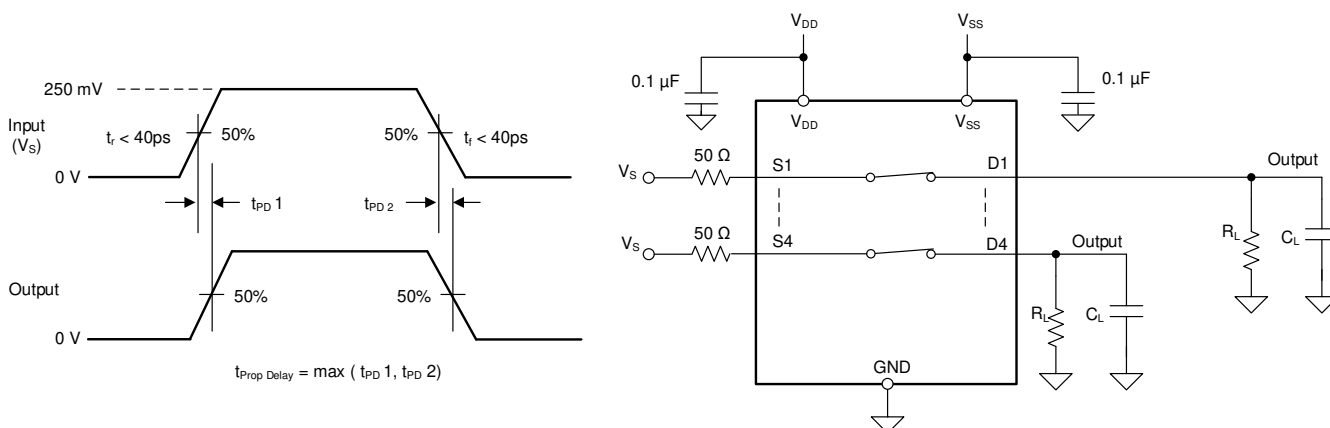 250 mV
Input
(VS)
tr < 40ps
50%
50%
tf < 40ps
0 V
tPD 1
tPD 2
Output
50%
50%
0 V
tProp Delay = max ( tPD 1, tPD 2)
VDD
VSS
0.1 µF
0.1 µF
VDD
VSS
VS
50 Ω
S1
D1
Output
VS
50 Ω
S4
D4
Output
RL
CL
RL
CL
GND